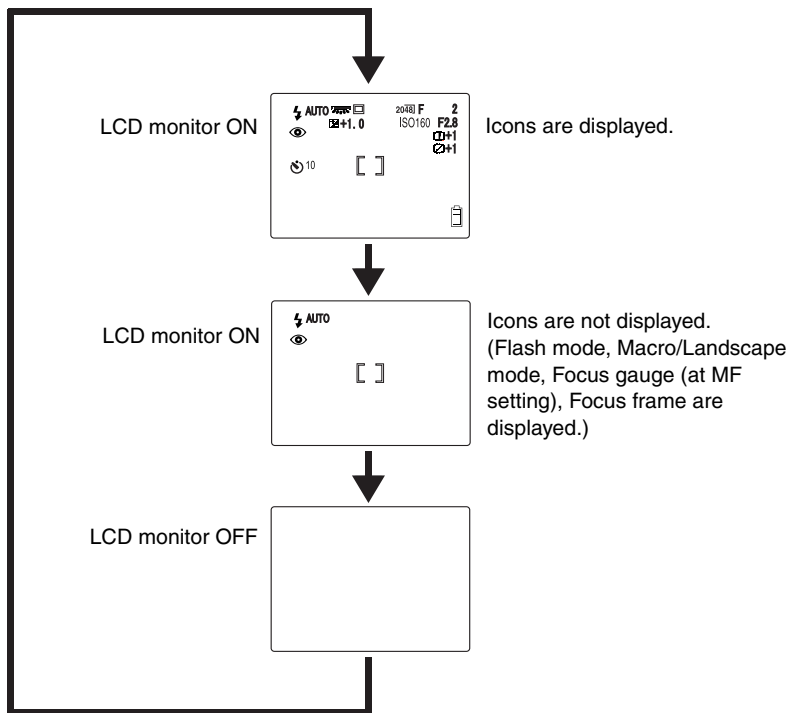 LCD monitor ON
AUTO 2048 F 2
+1.0 ISO160 F2.8
+1
+1
10
Icons are displayed.
LCD monitor ON
AUTO
Icons are not displayed.
(Flash mode, Macro/Landscape
mode, Focus gauge (at MF
setting), Focus frame are
displayed.)
LCD monitor OFF